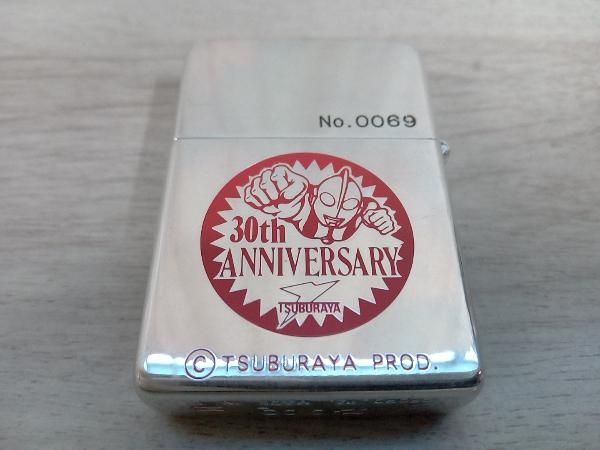 No.0069
30th
ANNIVERSARY
TSUBURAYA
© TSUBURAYA PROD.